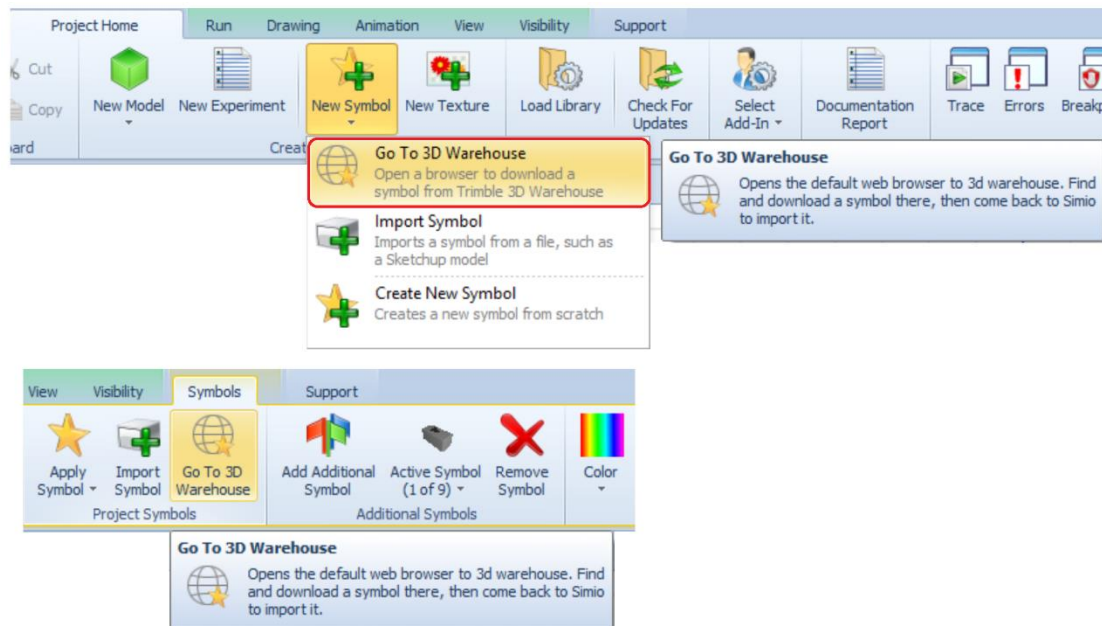 Project Home Run Drawing Animation View Visibility Support
Cut
Copy
New Model New Experiment New Symbol New Texture Load Library Check For Updates Select Add-In Documentation Report Trace Errors
Go To 3D Warehouse
Open a browser to download a
symbol from Trimble 3D Warehouse
Import Symbol
Imports a symbol from a file, such as
a Sketchup model
Create New Symbol
Creates a new symbol from scratch
Go To 3D Warehouse
Opens the default web browser to 3d warehouse. Find
and download a symbol there, then come back to Simio
to import it.
View Visibility Symbols Support
Apply Import Go To 3D Add Additional Active Symbol Remove Color
Symbol Symbol Warehouse Symbol (1 of 9) Symbol
Project Symbols Additional Symbols
Go To 3D Warehouse
Opens the default web browser to 3d warehouse. Find
and download a symbol there, then come back to Simio
to import it.